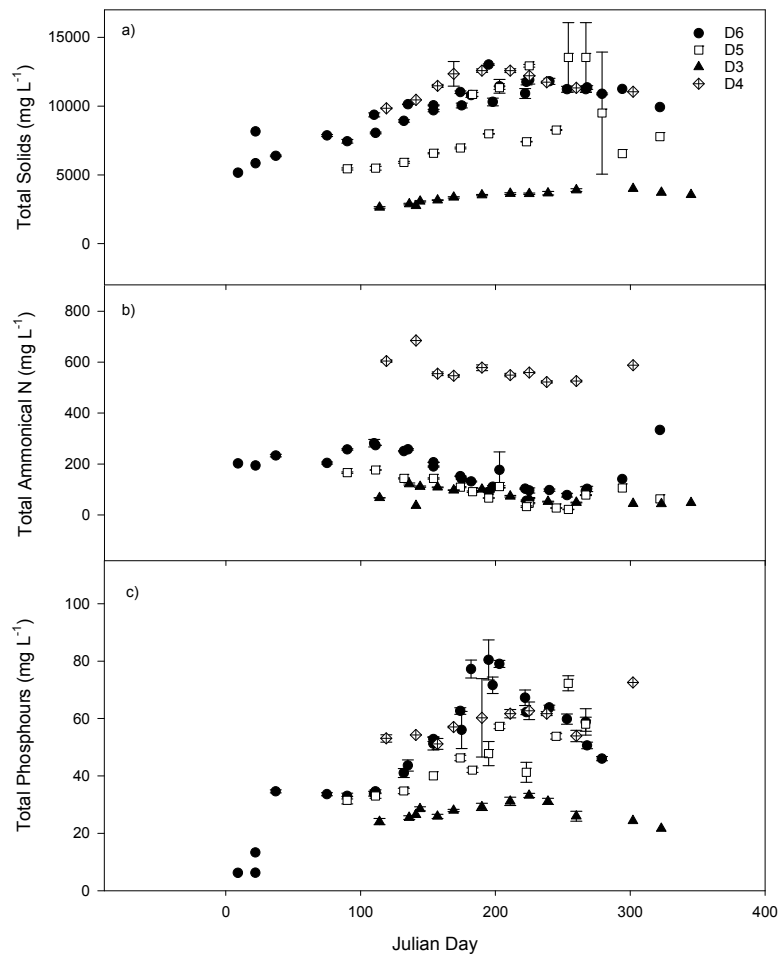 a)
D6
D5
D3
D4
15000
10000
5000
0
Total Solids (mg L⁻¹)
b)
800
600
400
200
0
Total Ammonical N (mg L⁻¹)
c)
100
80
60
40
20
0
Total Phosphours (mg L⁻¹)
0 100 200 300 400
Julian Day